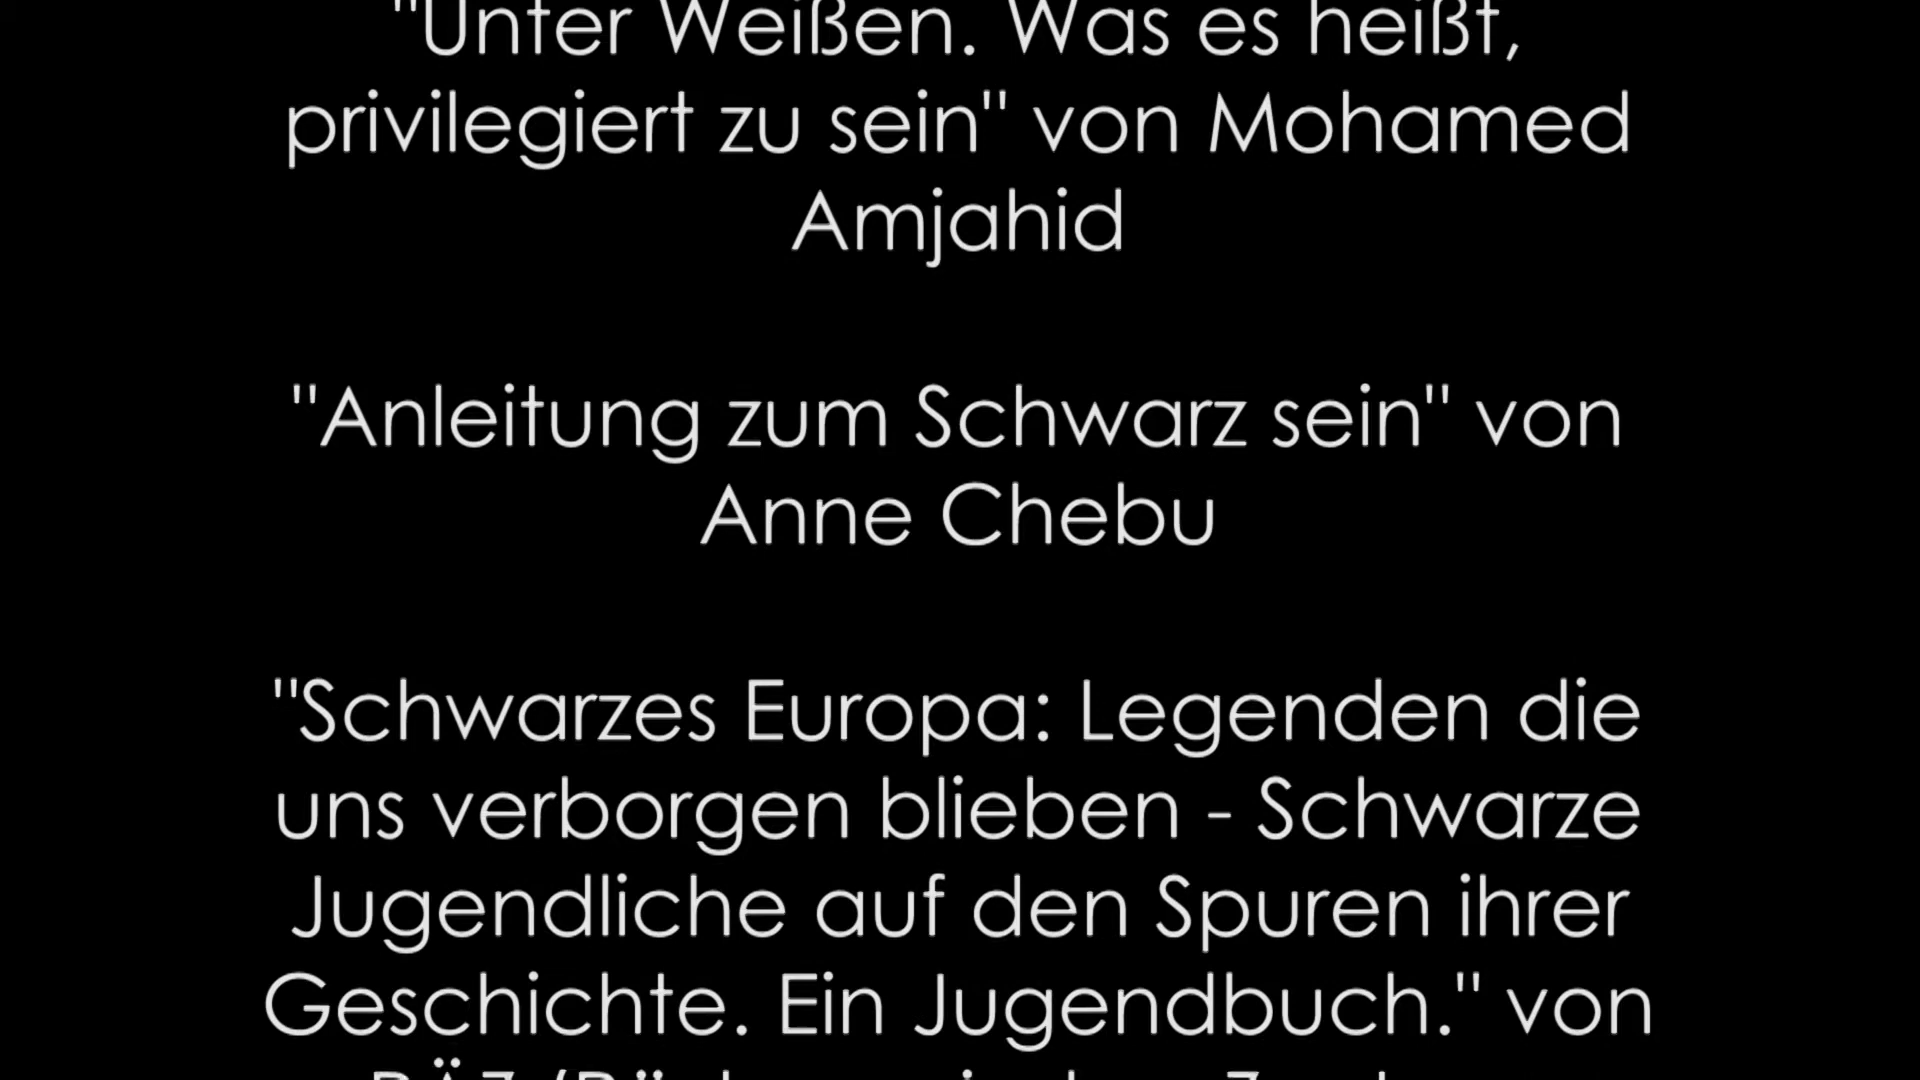 "Unter Weißen. Was es heißt,
privilegiert zu sein" von Mohamed
Amjahid
"Anleitung zum Schwarz sein" von
Anne Chebu
"Schwarzes Europa: Legenden die
uns verborgen blieben - Schwarze
Jugendliche auf den Spuren ihrer
Geschichte. Ein Jugendbuch." von